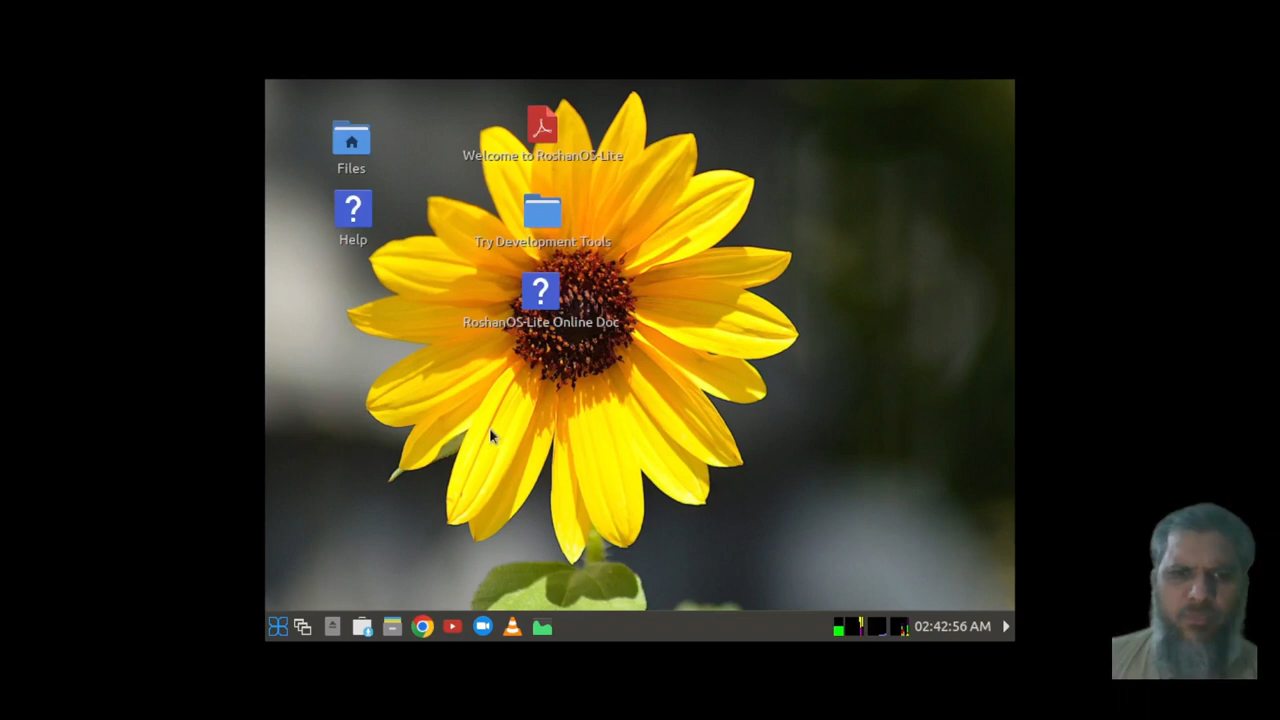 Files
Welcome to RoshanOS-Lite
Help
Try Development Tools
RoshanOS-Lite Online Doc
02:42:56 AM